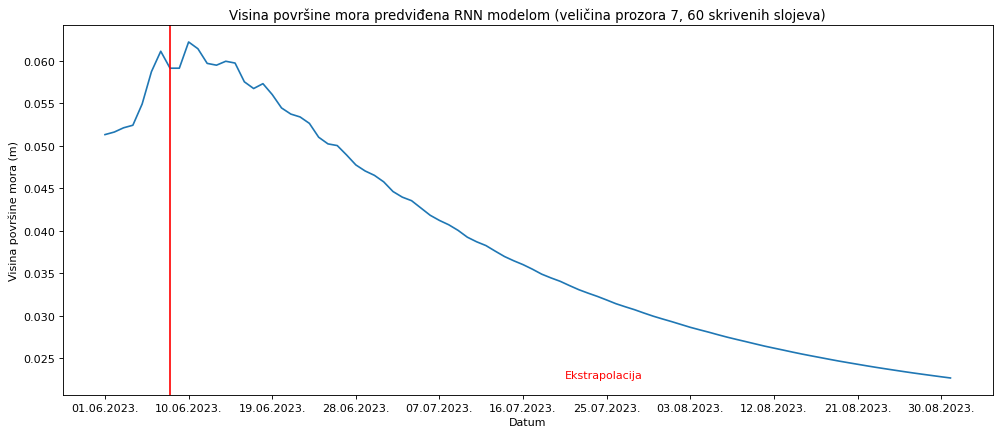 Visina površine mora predviđena RNN modelom (veličina prozora 7, 60 skrivenih slojeva)
Visina površine mora (m)
0.060
0.055
0.050
0.045
0.040
0.035
0.030
0.025
Ekstrapolacija
01.06.2023. 10.06.2023. 19.06.2023. 28.06.2023. 07.07.2023. 16.07.2023. 25.07.2023. 03.08.2023. 12.08.2023. 21.08.2023. 30.08.2023.
Datum